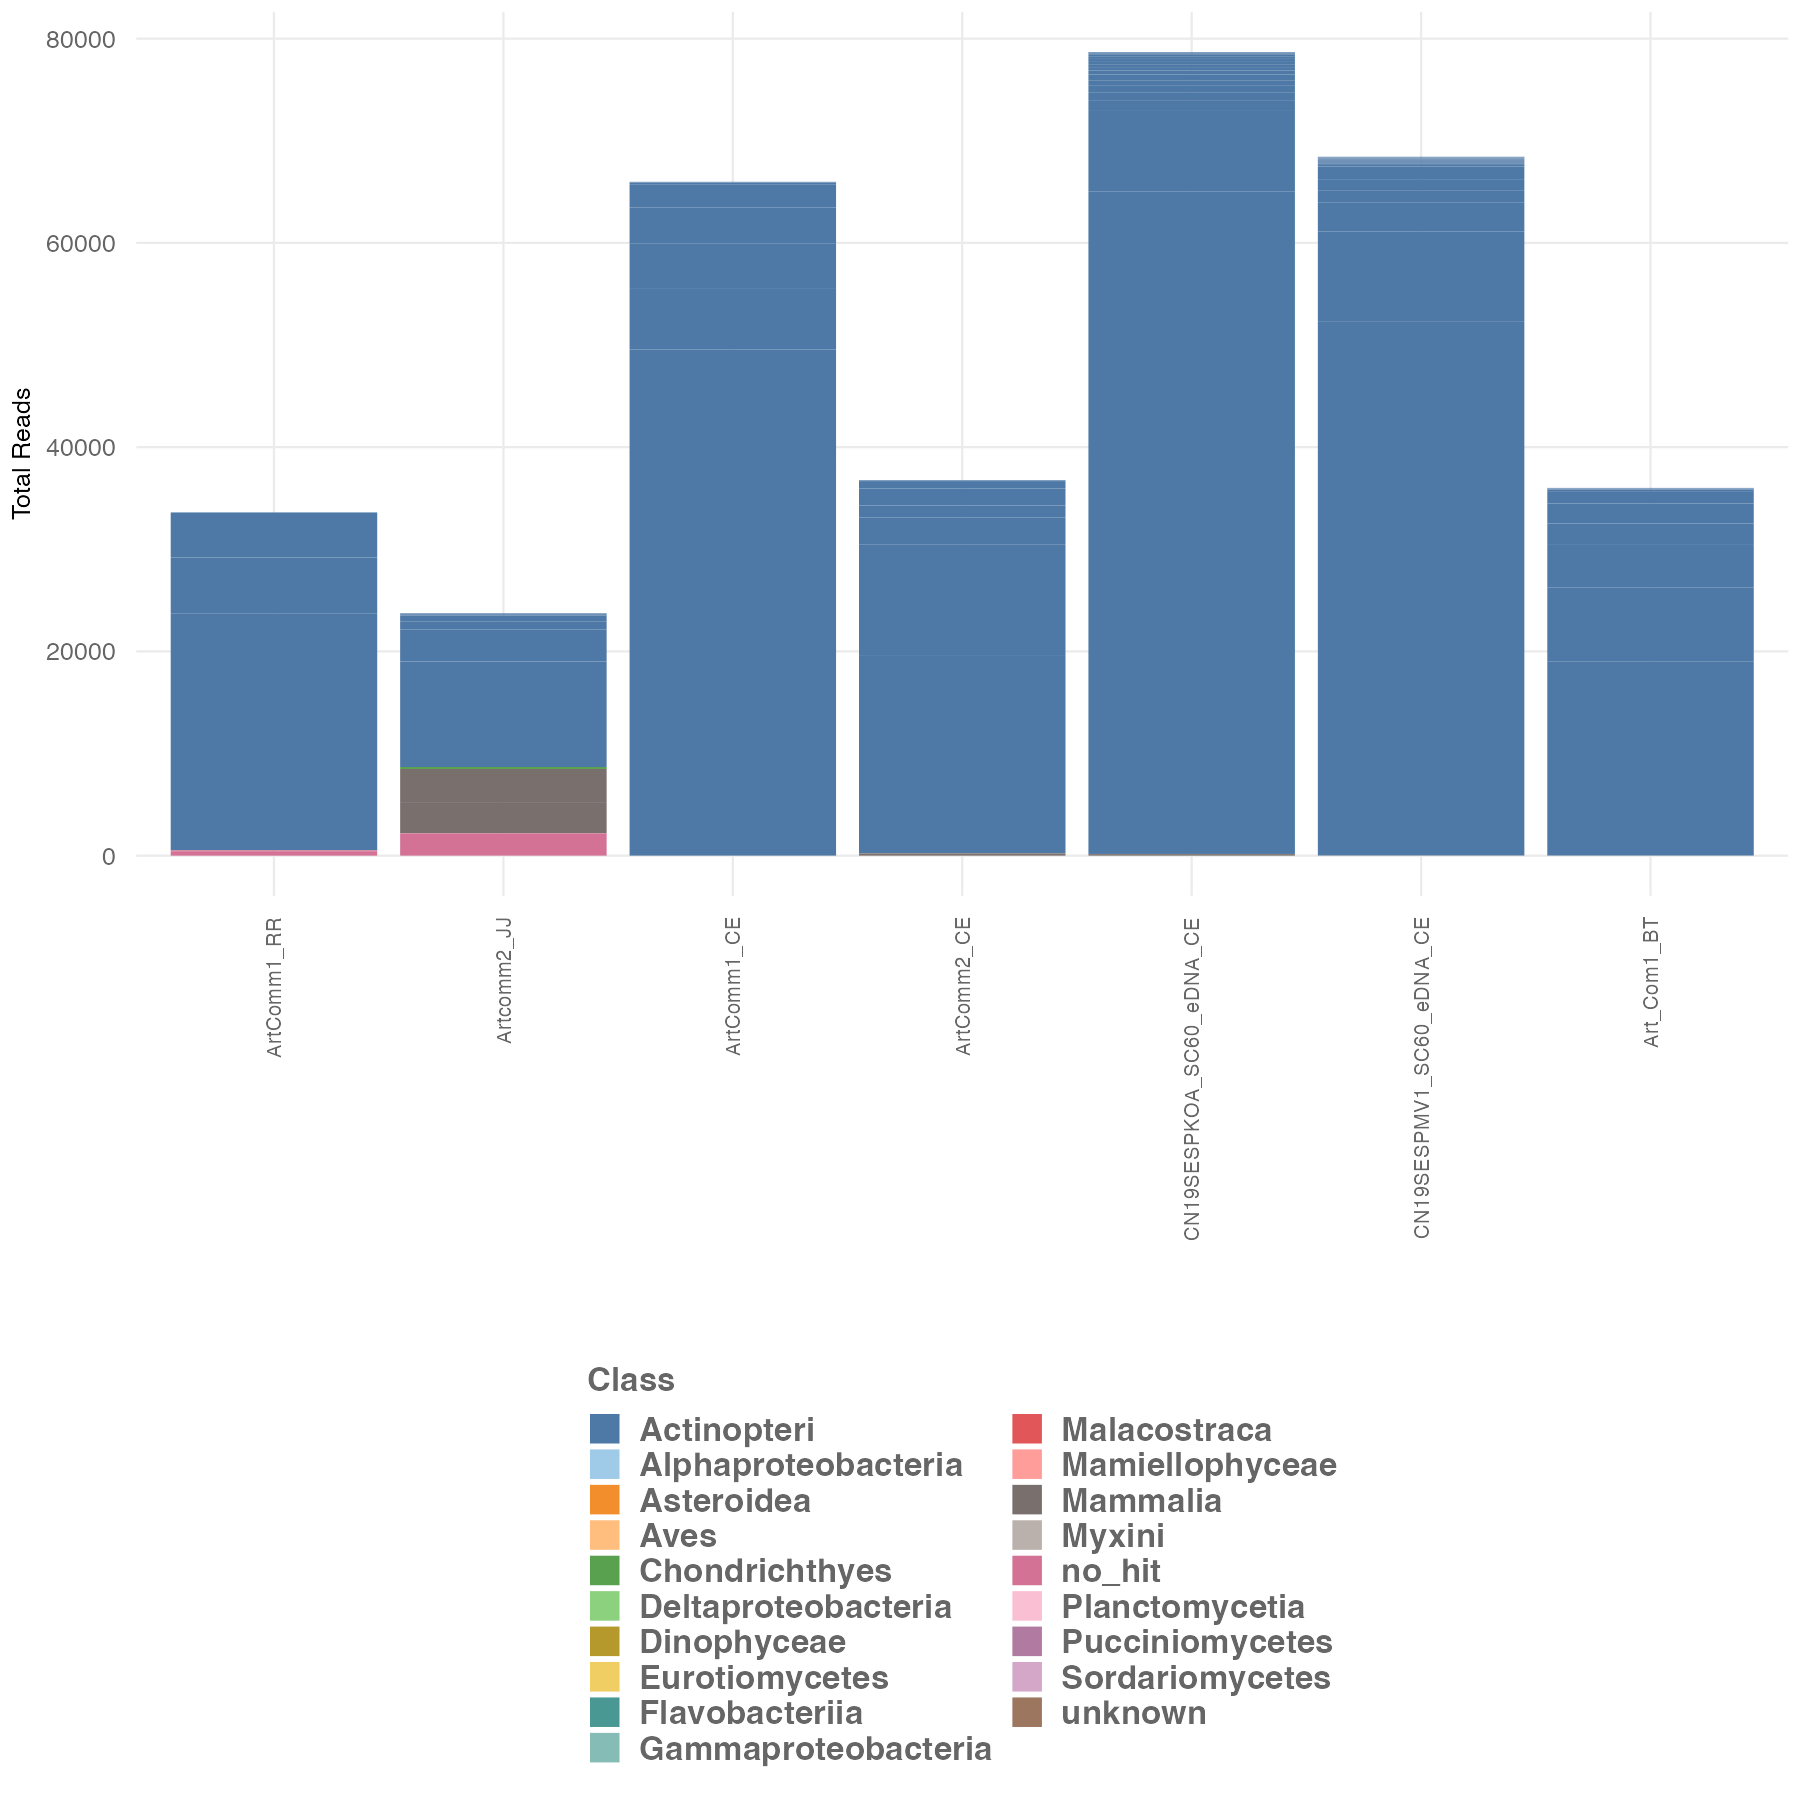 80000
60000
40000
20000
0
Total Reads
ArtComm1_RR
Artcomm2_JJ
ArtComm1_CE
ArtComm2_CE
CN19SESPKOA_SC60_eDNA_CE
CN19SESPMV1_SC60_eDNA_CE
Art_Com1_BT
Class
Actinopteri
Alphaproteobacteria
Asteroidea
Aves
Chondrichthyes
Deltaproteobacteria
Dinophyceae
Eurotiomycetes
Flavobacteriia
Gammaproteobacteria
Malacostraca
Mamiellophyceae
Mammalia
Myxini
no_hit
Planctomycetia
Pucciniomycetes
Sordariomycetes
unknown